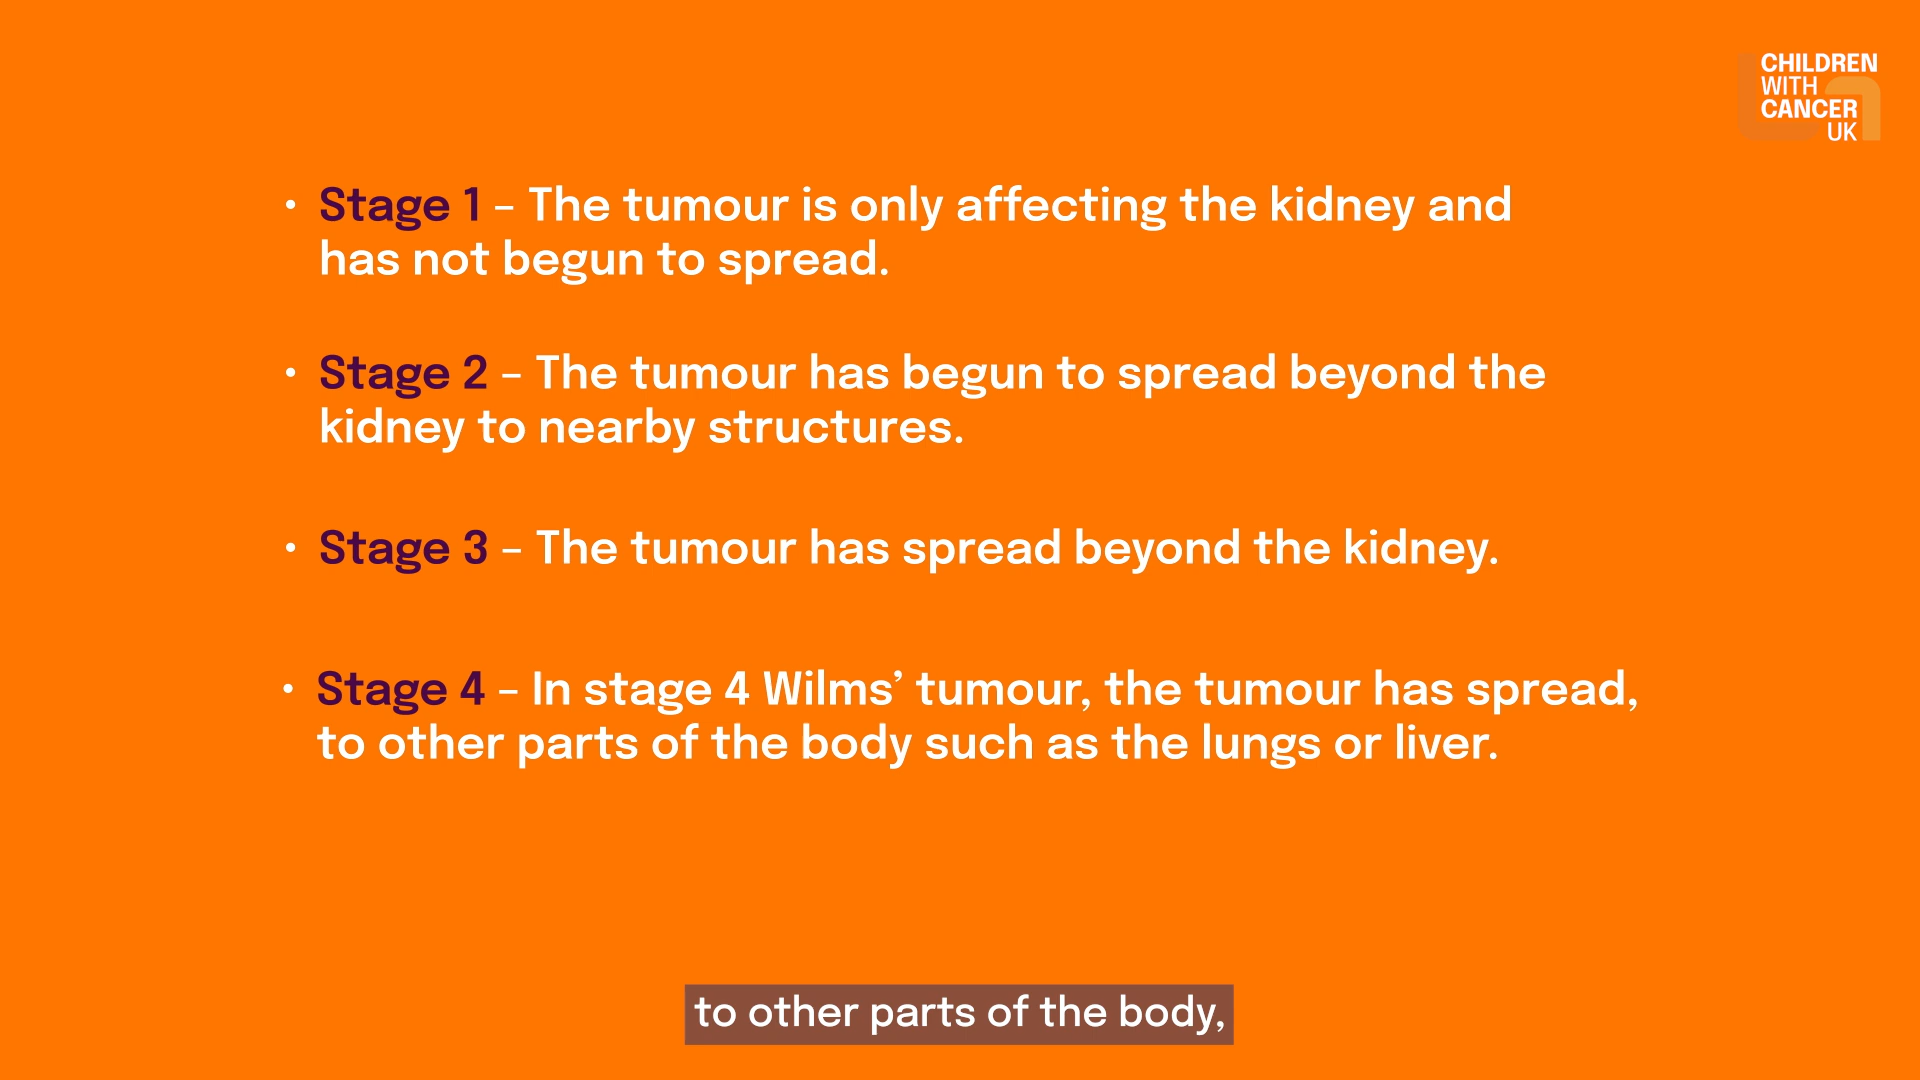 CHILDREN
WITH
CANCER
UK
• Stage 1 – The tumour is only affecting the kidney and
has not begun to spread.
• Stage 2 – The tumour has begun to spread beyond the
kidney to nearby structures.
• Stage 3 – The tumour has spread beyond the kidney.
• Stage 4 – In stage 4 Wilms’ tumour, the tumour has spread,
to other parts of the body such as the lungs or liver.
to other parts of the body,